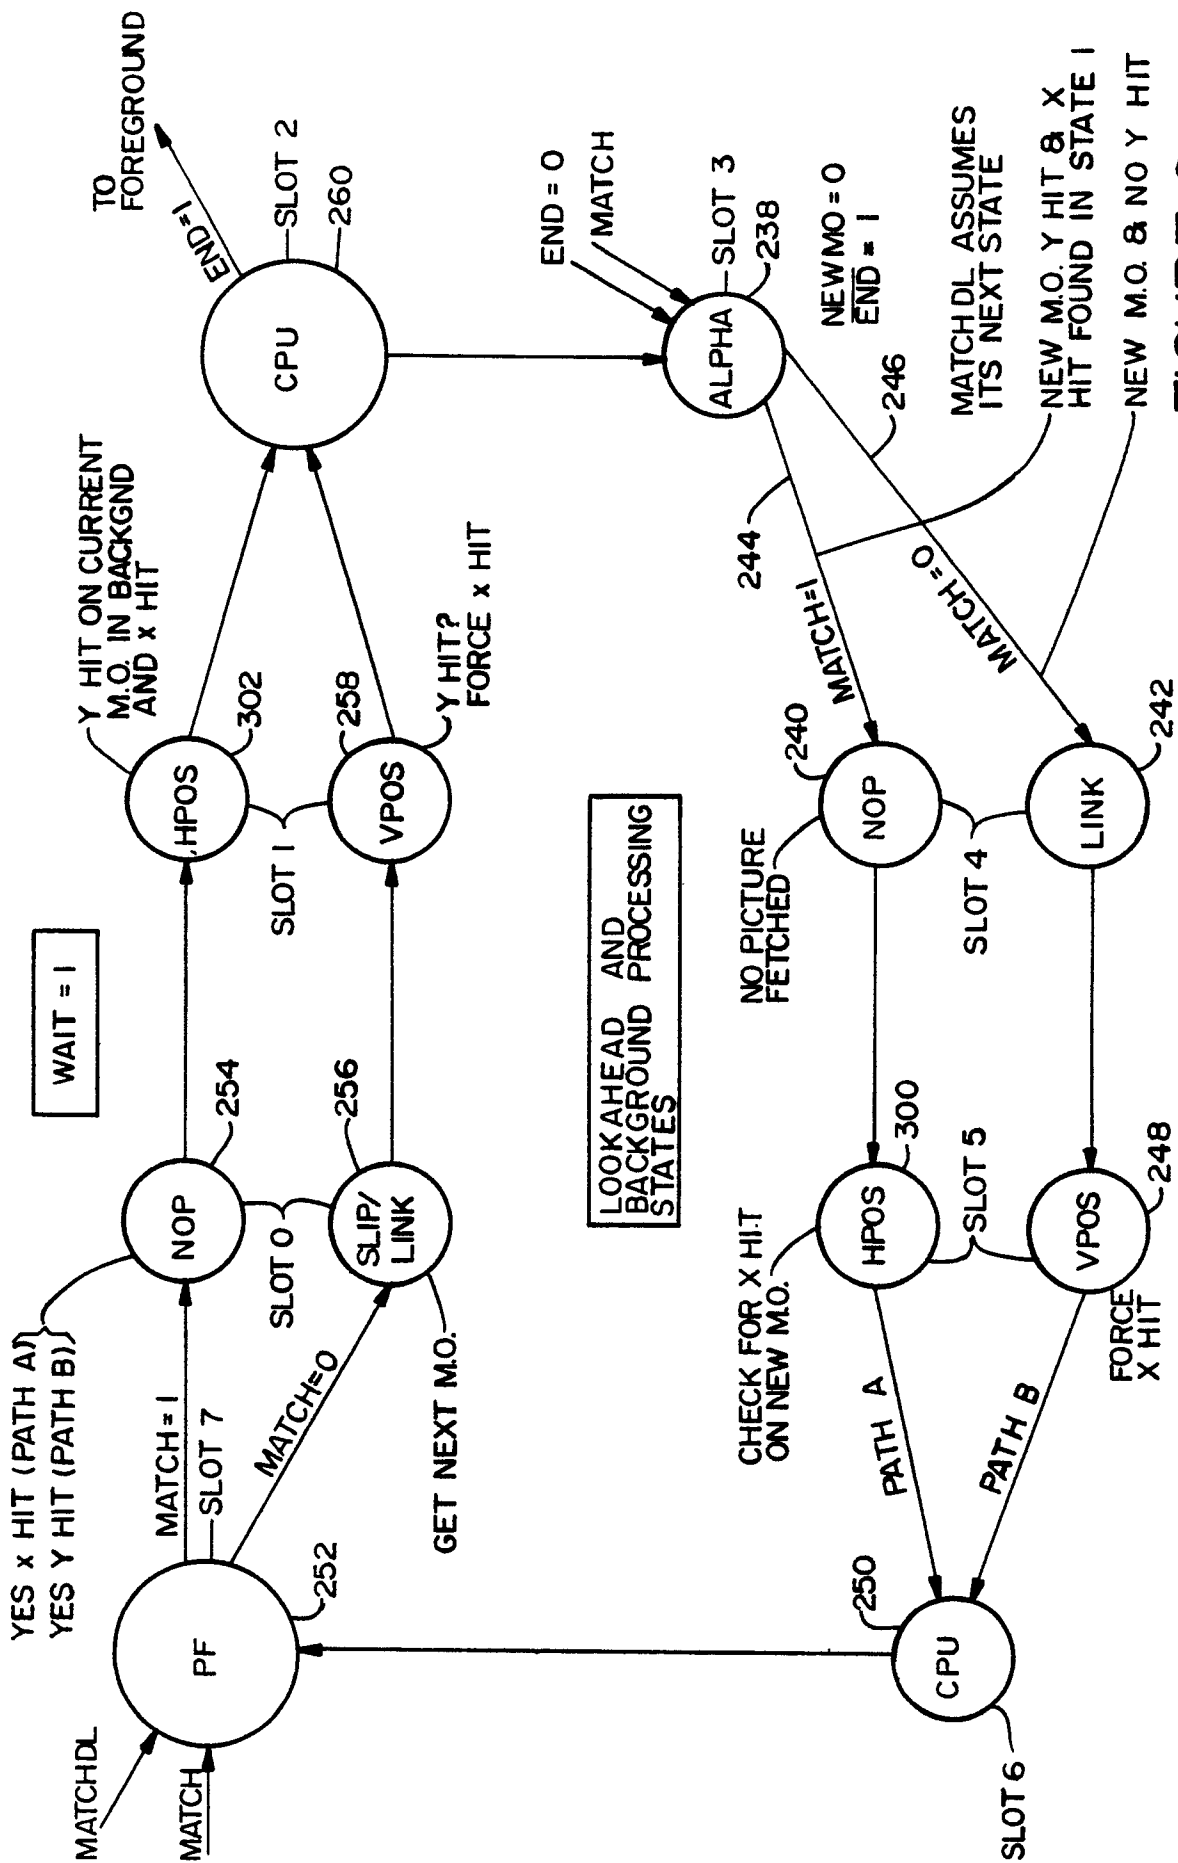 YES X HIT (PATH A)
YES Y HIT (PATH B)
WAIT = 1
Y HIT ON CURRENT
M.O. IN BACKGND
AND X HIT
TO
FOREGROUND
END=1
MATCHDL
MATCH
PF
252
MATCH=1
SLOT 7
MATCH=0
NOP
254
SLOT 0
SLIP/
LINK
256
GET NEXT M.O.
HPOS
302
SLOT 1
VPOS
258
Y HIT?
FORCE X HIT
CPU
SLOT 2
260
LOOKAHEAD AND
BACKGROUND PROCESSING
STATES
END = 0
MATCH
ALPHA
SLOT 3
238
NEWMO = 0
END = 1
MATCHDL ASSUMES
ITS NEXT STATE
NEW M.O. Y HIT & X
HIT FOUND IN STATE 1
NEW M.O. & NO Y HIT
244
246
MATCH=1
MATCH=0
NO PICTURE
FETCHED
NOP
240
SLOT 4
LINK
242
CHECK FOR X HIT
ON NEW M.O.
HPOS
300
SLOT 5
VPOS
248
FORCE
X HIT
PATH A
PATH B
CPU
250
SLOT 6